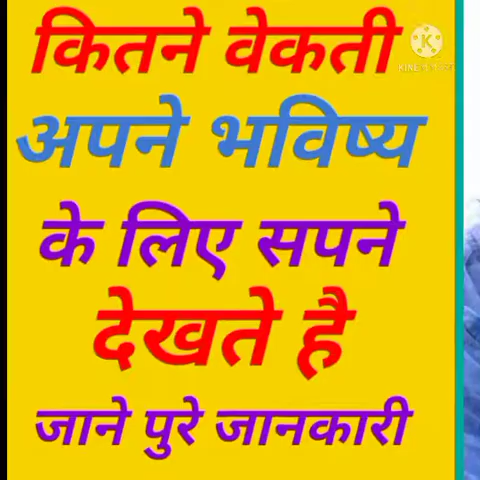 कितने वेकती
अपने भविष्य
के लिए सपने
देखते है
जाने पुरे जानकारी